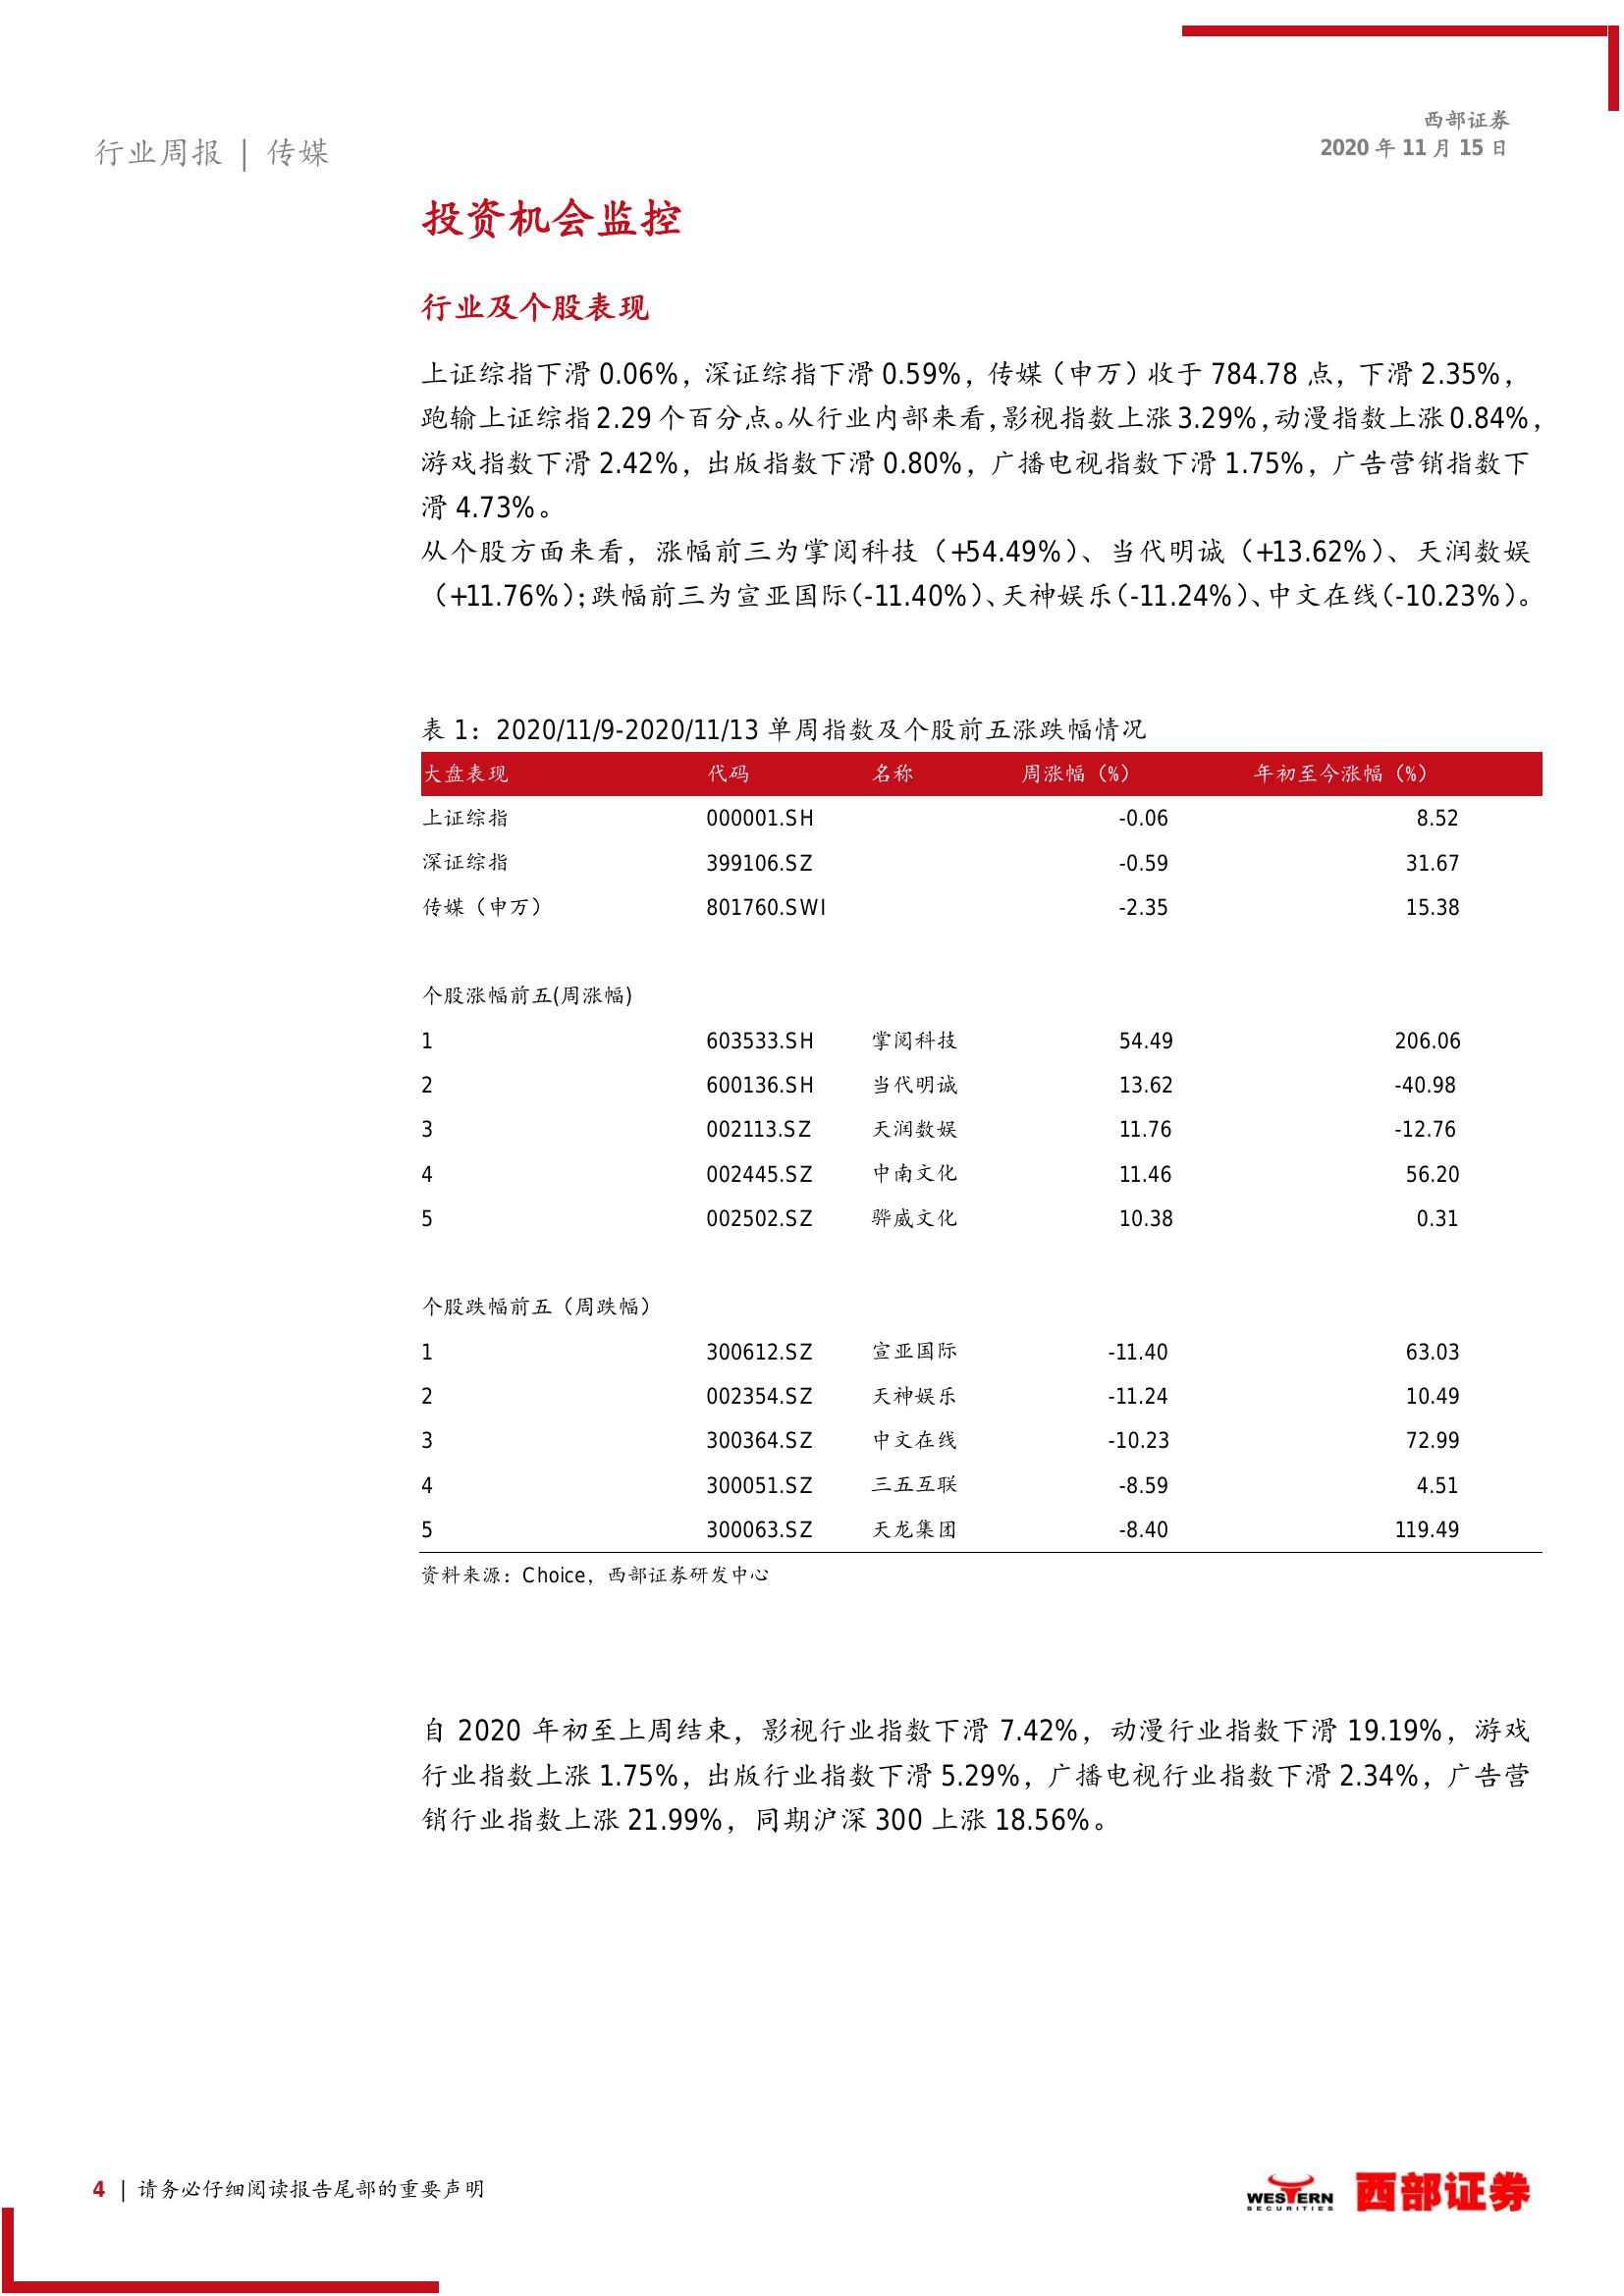 行业周报 | 传媒
西部证券
2020 年 11 月 15 日
投资机会监控
行业及个股表现
上证综指下滑 0.06%，深证综指下滑 0.59%，传媒（申万）收于 784.78 点，下滑 2.35%，
跑输上证综指 2.29 个百分点。从行业内部来看，影视指数上涨 3.29%，动漫指数上涨 0.84%，
游戏指数下滑 2.42%，出版指数下滑 0.80%，广播电视指数下滑 1.75%，广告营销指数下
滑 4.73%。
从个股方面来看，涨幅前三为掌阅科技（+54.49%）、当代明诚（+13.62%）、天润数娱
（+11.76%）；跌幅前三为宣亚国际（-11.40%）、天神娱乐（-11.24%）、中文在线（-10.23%）。
表 1：2020/11/9-2020/11/13 单周指数及个股前五涨跌幅情况
大盘表现 代码 名称 周涨幅（%） 年初至今涨幅（%）
上证综指 000001.SH -0.06 8.52
深证综指 399106.SZ -0.59 31.67
传媒（申万） 801760.SWI -2.35 15.38
个股涨幅前五(周涨幅)
1 603533.SH 掌阅科技 54.49 206.06
2 600136.SH 当代明诚 13.62 -40.98
3 002113.SZ 天润数娱 11.76 -12.76
4 002445.SZ 中南文化 11.46 56.20
5 002502.SZ 骅威文化 10.38 0.31
个股跌幅前五（周跌幅）
1 300612.SZ 宣亚国际 -11.40 63.03
2 002354.SZ 天神娱乐 -11.24 10.49
3 300364.SZ 中文在线 -10.23 72.99
4 300051.SZ 三五互联 -8.59 4.51
5 300063.SZ 天龙集团 -8.40 119.49
资料来源：Choice，西部证券研发中心
自 2020 年初至上周结束，影视行业指数下滑 7.42%，动漫行业指数下滑 19.19%，游戏
行业指数上涨 1.75%，出版行业指数下滑 5.29%，广播电视行业指数下滑 2.34%，广告营
销行业指数上涨 21.99%，同期沪深 300 上涨 18.56%。
4 | 请务必仔细阅读报告尾部的重要声明
WESTERN
SECURITIES
西部证券